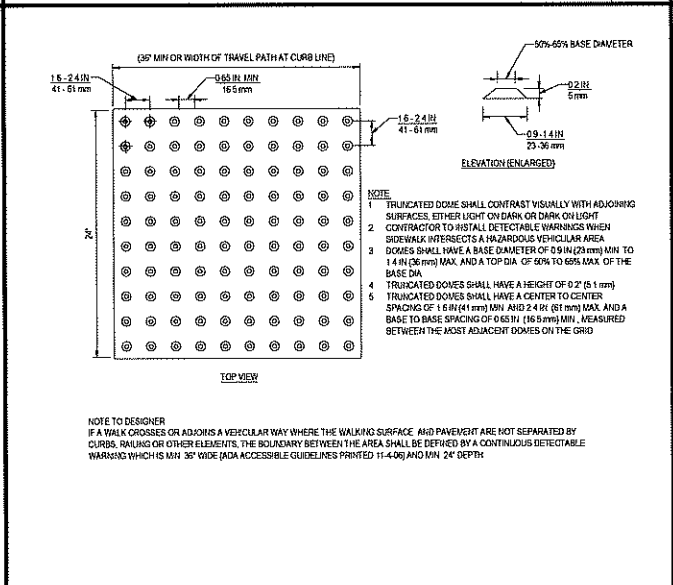 (36" MIN OR WIDTH OF TRAVEL PATH AT CURB LINE)
1 6 - 2 4 IN
41 - 61 mm
0 65 IN MIN
16 5 mm
1 6 - 2 4 IN
41 - 61 mm
24"
TOP VIEW
50%-65% BASE DIAMETER
0 2 IN
5 mm
0 9 - 1 4 IN
23 - 36 mm
ELEVATION (ENLARGED)
NOTE
1 TRUNCATED DOME SHALL CONTRAST VISUALLY WITH ADJOINING
SURFACES, EITHER LIGHT ON DARK OR DARK ON LIGHT
2 CONTRACTOR TO INSTALL DETECTABLE WARNINGS WHEN
SIDEWALK INTERSECTS A HAZARDOUS VEHICULAR AREA
3 DOMES SHALL HAVE A BASE DIAMETER OF 0 9 IN (23 mm) MIN TO
1 4 IN (36 mm) MAX, AND A TOP DIA OF 50% TO 65% MAX OF THE
BASE DIA
4 TRUNCATED DOMES SHALL HAVE A HEIGHT OF 0 2" (5 1 mm)
5 TRUNCATED DOMES SHALL HAVE A CENTER TO CENTER
SPACING OF 1 6 IN (41 mm) MIN AND 2 4 IN (61 mm) MAX AND A
BASE TO BASE SPACING OF 0 65 IN (16 5 mm) MIN, MEASURED
BETWEEN THE MOST ADJACENT DOMES ON THE GRID
NOTE TO DESIGNER
IF A WALK CROSSES OR ADJOINS A VEHICULAR WAY WHERE THE WALKING SURFACE AND PAVEMENT ARE NOT SEPARATED BY
CURBS, RAILING OR OTHER ELEMENTS, THE BOUNDARY BETWEEN THE AREA SHALL BE DEFINED BY A CONTINUOUS DETECTABLE
WARNING WHICH IS MIN 36" WIDE (ADA ACCESSIBLE GUIDELINES PRINTED 11-4-06) AND MIN 24" DEPTH